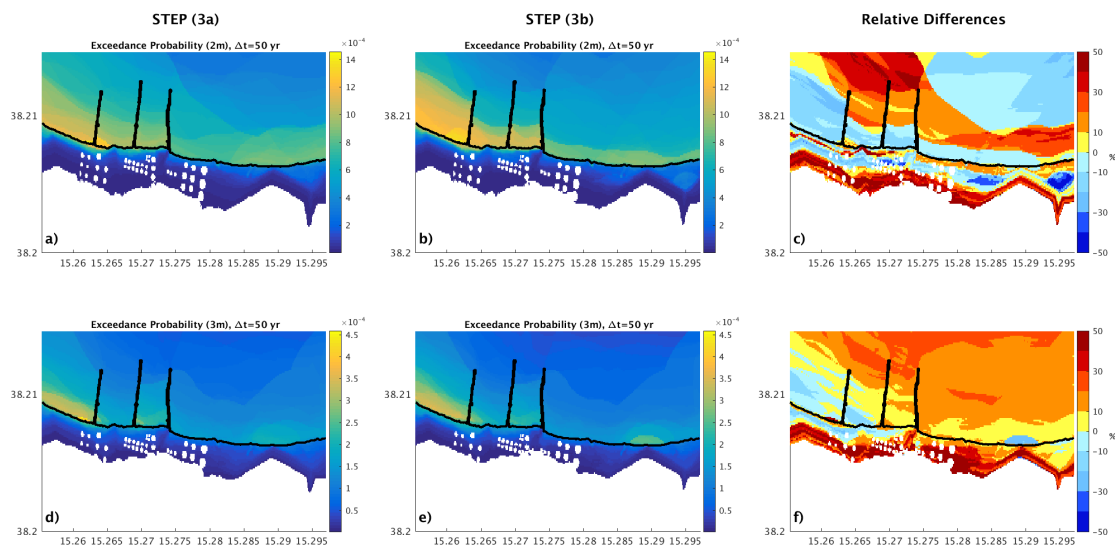 STEP (3a) STEP (3b) Relative Differences
Exceedance Probability (2m), Δt=50 yr ×10⁻⁴ Exceedance Probability (2m), Δt=50 yr ×10⁻⁴
38.21 14 12 10 8 6 4 2 14 12 10 8 6 4 2 50 30 10 0 -10 -30 -50 %
38.2 a) b) c)
15.26 15.265 15.27 15.275 15.28 15.285 15.29 15.295 15.26 15.265 15.27 15.275 15.28 15.285 15.29 15.295 15.26 15.265 15.27 15.275 15.28 15.285 15.29 15.295
Exceedance Probability (3m), Δt=50 yr ×10⁻⁴ Exceedance Probability (3m), Δt=50 yr ×10⁻⁴
38.21 4.5 4 3.5 3 2.5 2 1.5 1 0.5 4.5 4 3.5 3 2.5 2 1.5 1 0.5 50 30 10 0 -10 -30 -50 %
38.2 d) e) f)
15.26 15.265 15.27 15.275 15.28 15.285 15.29 15.295 15.26 15.265 15.27 15.275 15.28 15.285 15.29 15.295 15.26 15.265 15.27 15.275 15.28 15.285 15.29 15.295